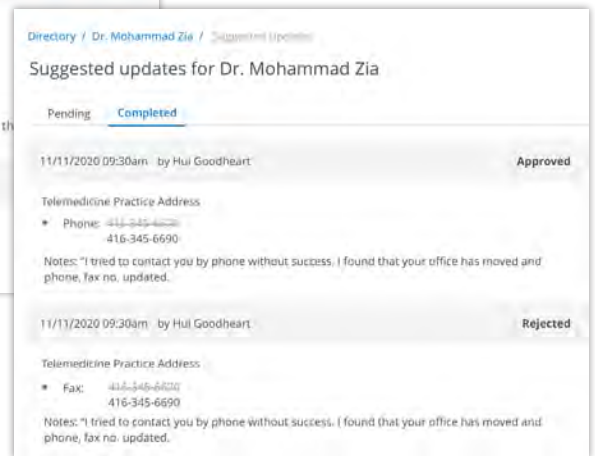 Directory / Dr. Mohammad Zia / Suggested Updates
Suggested updates for Dr. Mohammad Zia
Pending Completed
th
11/11/2020 09:30am by Hui Goodheart Approved
Telemedicine Practice Address
• Phone:
416-345-6690
Notes: "I tried to contact you by phone without success. I found that your office has moved and
phone, fax no. updated.
11/11/2020 09:30am by Hui Goodheart Rejected
Telemedicine Practice Address
• Fax:
416-345-6690
Notes: "I tried to contact you by phone without success. I found that your office has moved and
phone, fax no. updated.